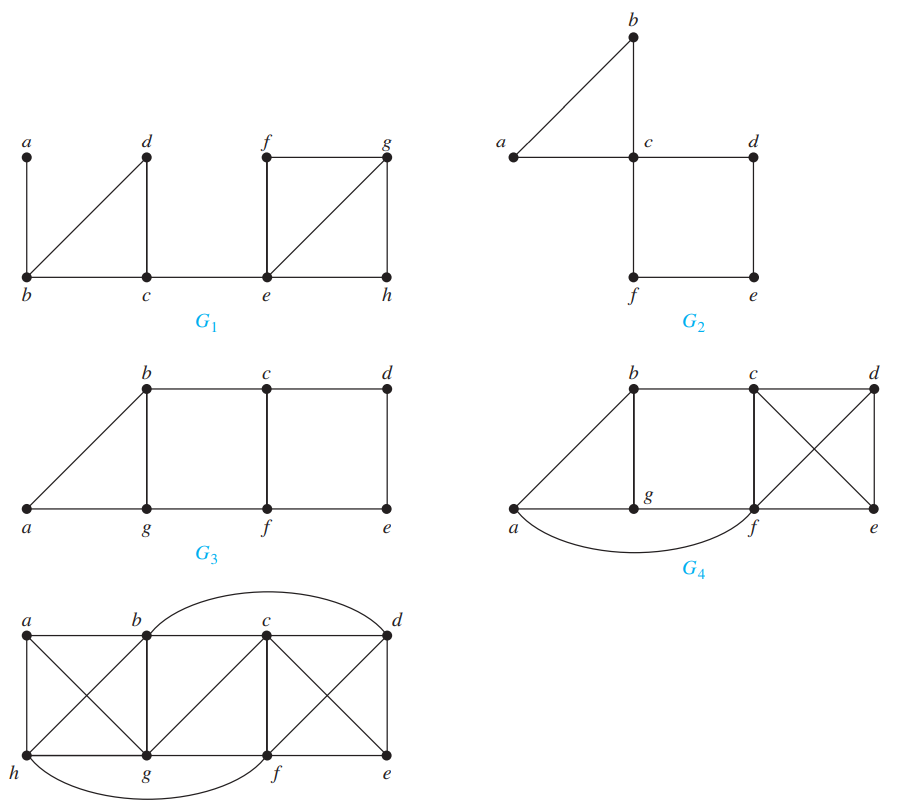 b
a d f g
a c d
b c e h
f e
G1
G2
b c d
b c d
g
a g f e
a f e
G3
G4
a b c d
h g f e